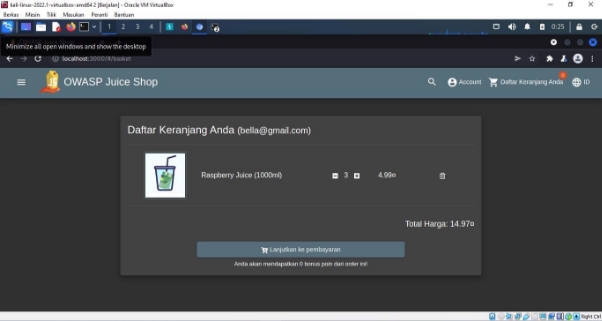 kali-linux-2022.1-virtualbox-amd64 2 [Berjalan] - Oracle VM VirtualBox
Berkas Mesin Tilik Masukan Peranti Bantuan
1 2 3 4
0:25
Minimize all open windows and show the desktop
localhost:3000/#/basket
OWASP Juice Shop
Account
Daftar Keranjang Anda
0
ID
Daftar Keranjang Anda (bella@gmail.com)
Raspberry Juice (1000ml) 3 4.99¤
Total Harga: 14.97¤
Lanjutkan ke pembayaran
Anda akan mendapatkan 0 bonus poin dari order ini!
Right Ctrl